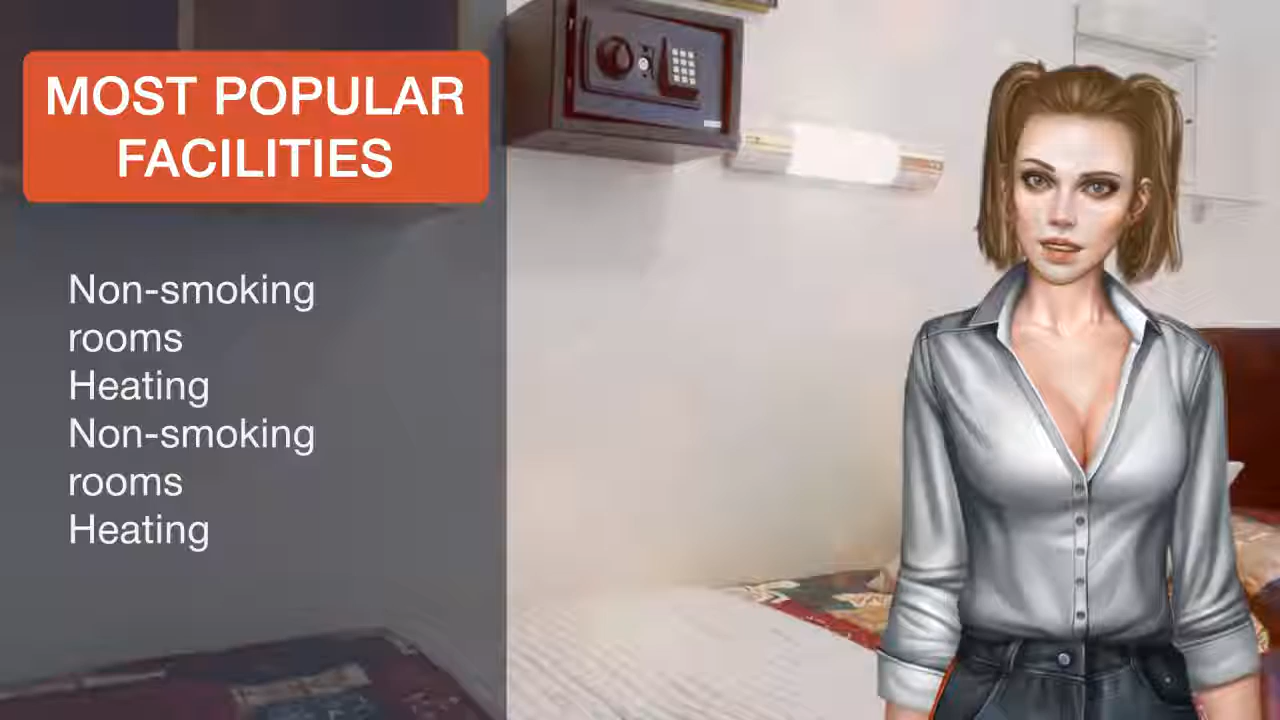 MOST POPULAR
FACILITIES
Non-smoking
rooms
Heating
Non-smoking
rooms
Heating